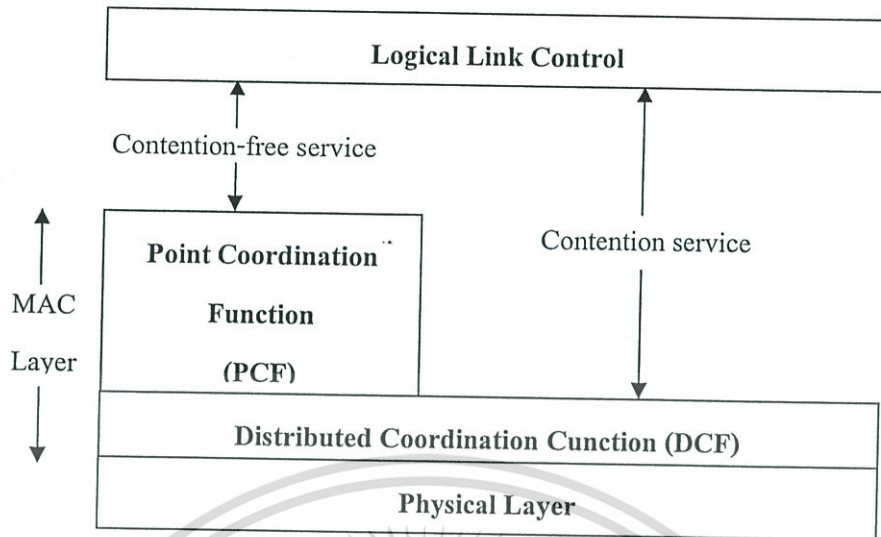 Logical Link Control
Contention-free service
Contention service
Point Coordination
Function
(PCF)
MAC
Layer
Distributed Coordination Cunction (DCF)
Physical Layer